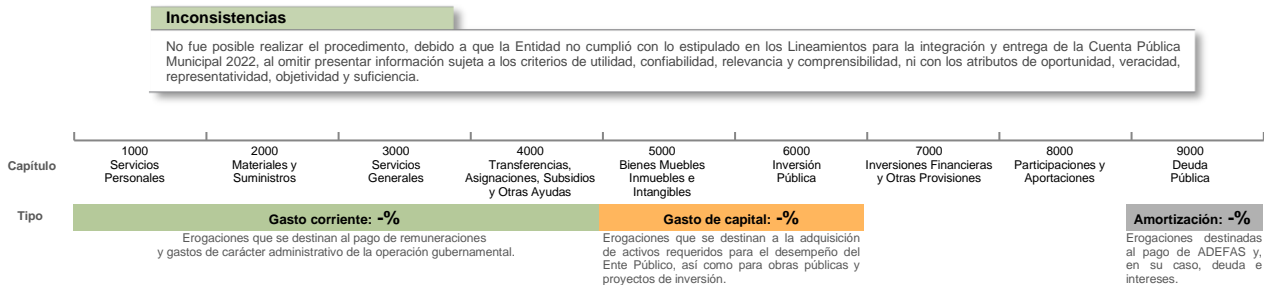 Inconsistencias
No fue posible realizar el procedimiento, debido a que la Entidad no cumplió con lo estipulado en los Lineamientos para la integración y entrega de la Cuenta Pública
Municipal 2022, al omitir presentar información sujeta a los criterios de utilidad, confiabilidad, relevancia y comprensibilidad, ni con los atributos de oportunidad, veracidad,
representatividad, objetividad y suficiencia.
Capítulo
1000
Servicios
Personales
2000
Materiales y
Suministros
3000
Servicios
Generales
4000
Transferencias,
Asignaciones, Subsidios
y Otras Ayudas
5000
Bienes Muebles
Inmuebles e
Intangibles
6000
Inversión
Pública
7000
Inversiones Financieras
y Otras Provisiones
8000
Participaciones y
Aportaciones
9000
Deuda
Pública
Tipo
Gasto corriente: -%
Erogaciones que se destinan al pago de remuneraciones
y gastos de carácter administrativo de la operación gubernamental.
Gasto de capital: -%
Erogaciones que se destinan a la adquisición
de activos requeridos para el desempeño del
Ente Público, así como para obras públicas y
proyectos de inversión.
Amortización: -%
Erogaciones destinadas
al pago de ADEFAS y,
en su caso, deuda e
intereses.